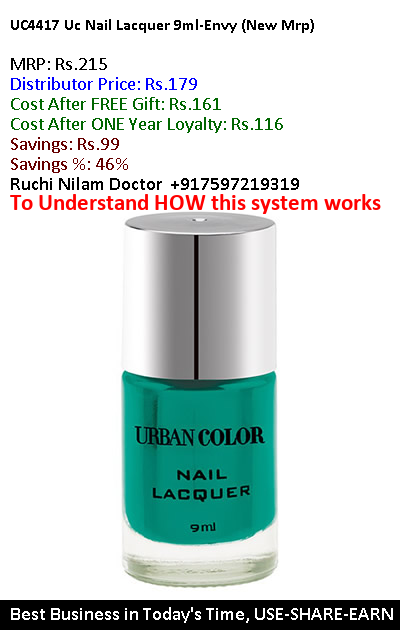 UC4417 Uc Nail Lacquer 9ml-Envy (New Mrp)
MRP: Rs.215
Distributor Price: Rs.179
Cost After FREE Gift: Rs.161
Cost After ONE Year Loyalty: Rs.116
Savings: Rs.99
Savings %: 46%
Ruchi Nilam Doctor +917597219319
To Understand HOW this system works
URBAN COLOR
NAIL
LACQUER
9ml
Best Business in Today's Time, USE-SHARE-EARN